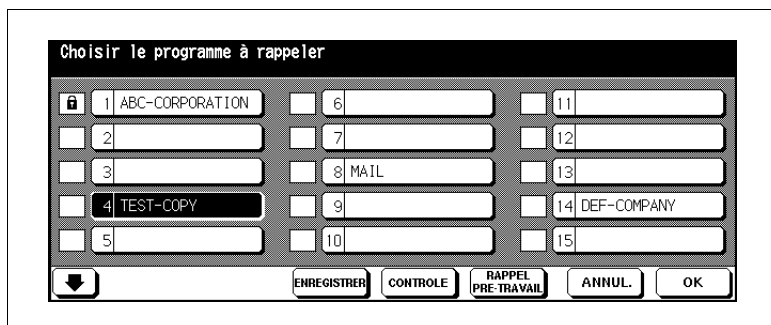 Choisir le programme à rappeler
1 ABC-CORPORATION 6 11
2 7 12
3 8 MAIL 13
4 TEST-COPY 9 14 DEF-COMPANY
5 10 15
ENREGISTRER CONTROLE RAPPEL PRE-TRAVAIL ANNUL. OK